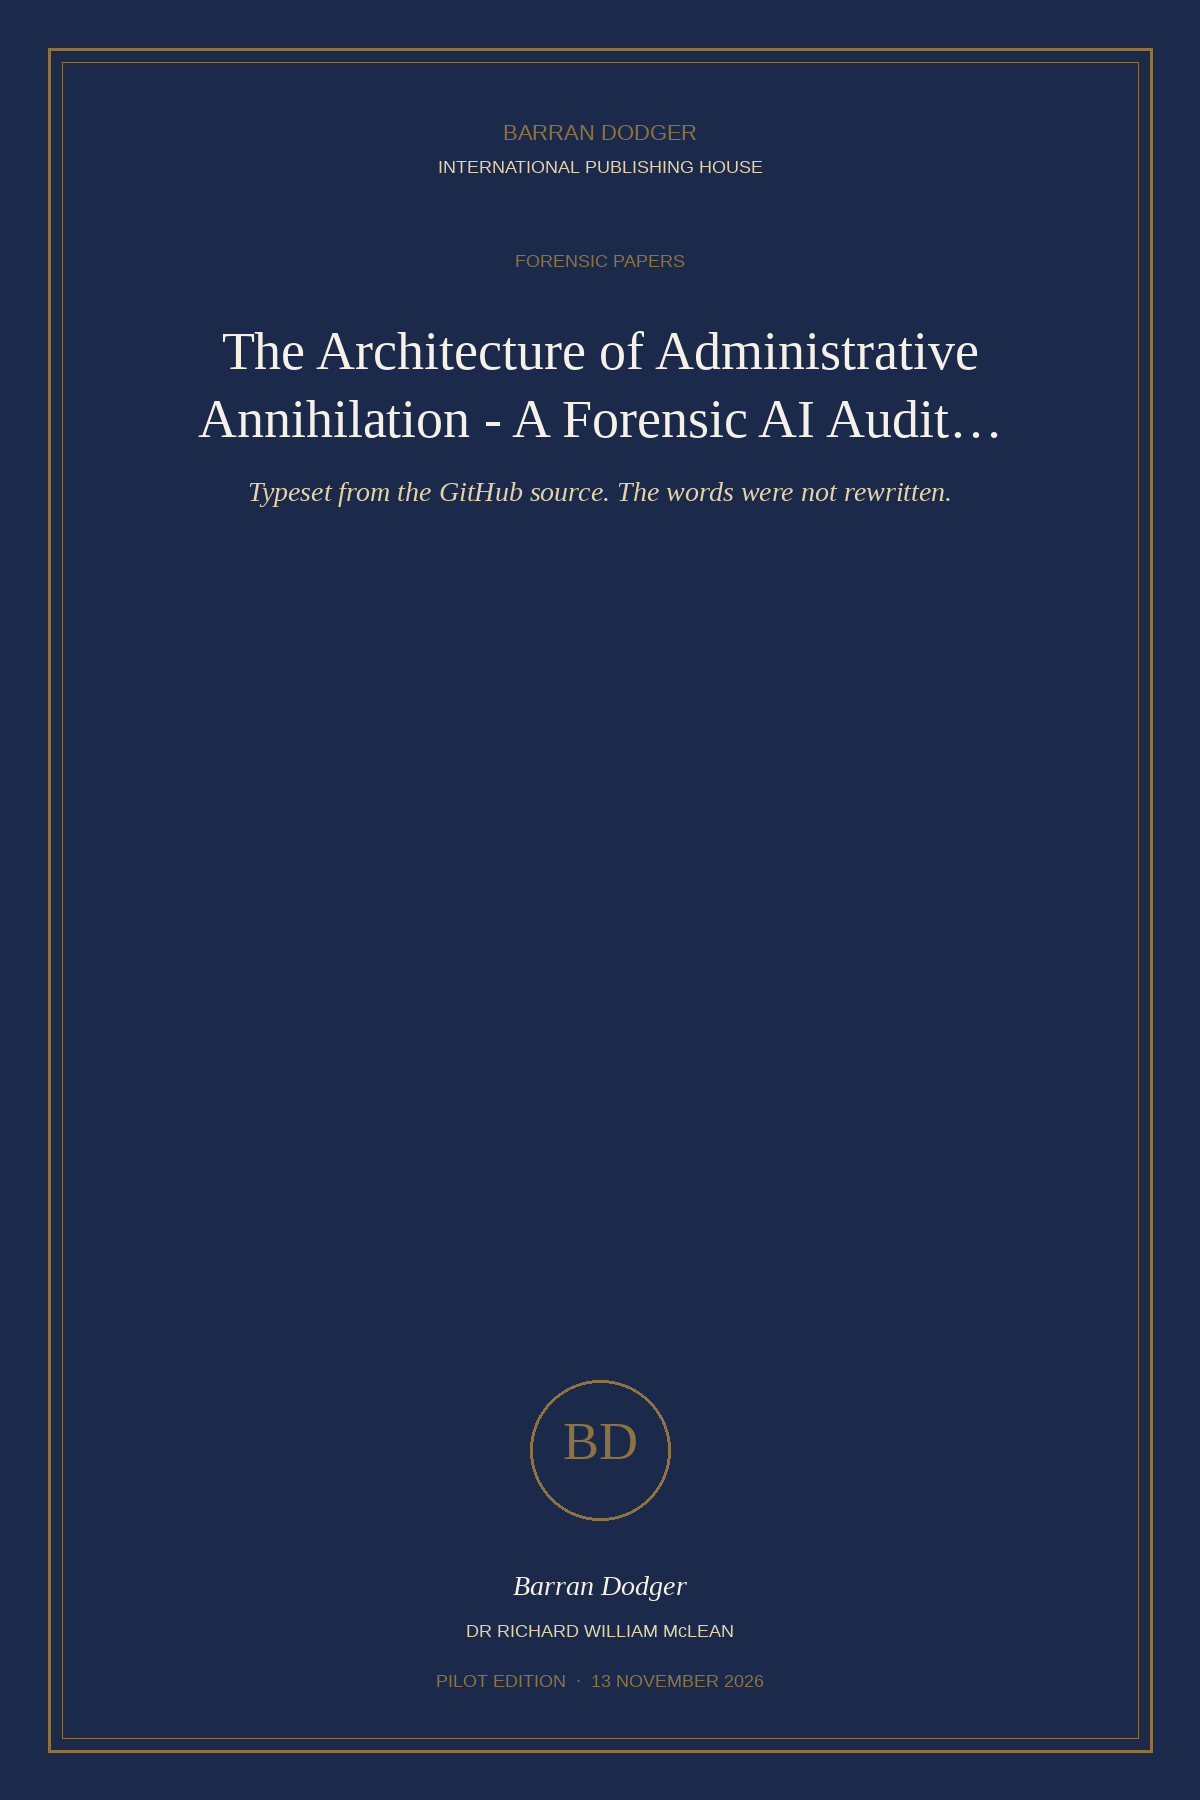 BARRAN DODGER
INTERNATIONAL PUBLISHING HOUSE
FORENSIC PAPERS
The Architecture of Administrative
Annihilation - A Forensic AI Audit…
Typeset from the GitHub source. The words were not rewritten.
BD
Barran Dodger
DR RICHARD WILLIAM McLEAN
PILOT EDITION · 13 NOVEMBER 2026